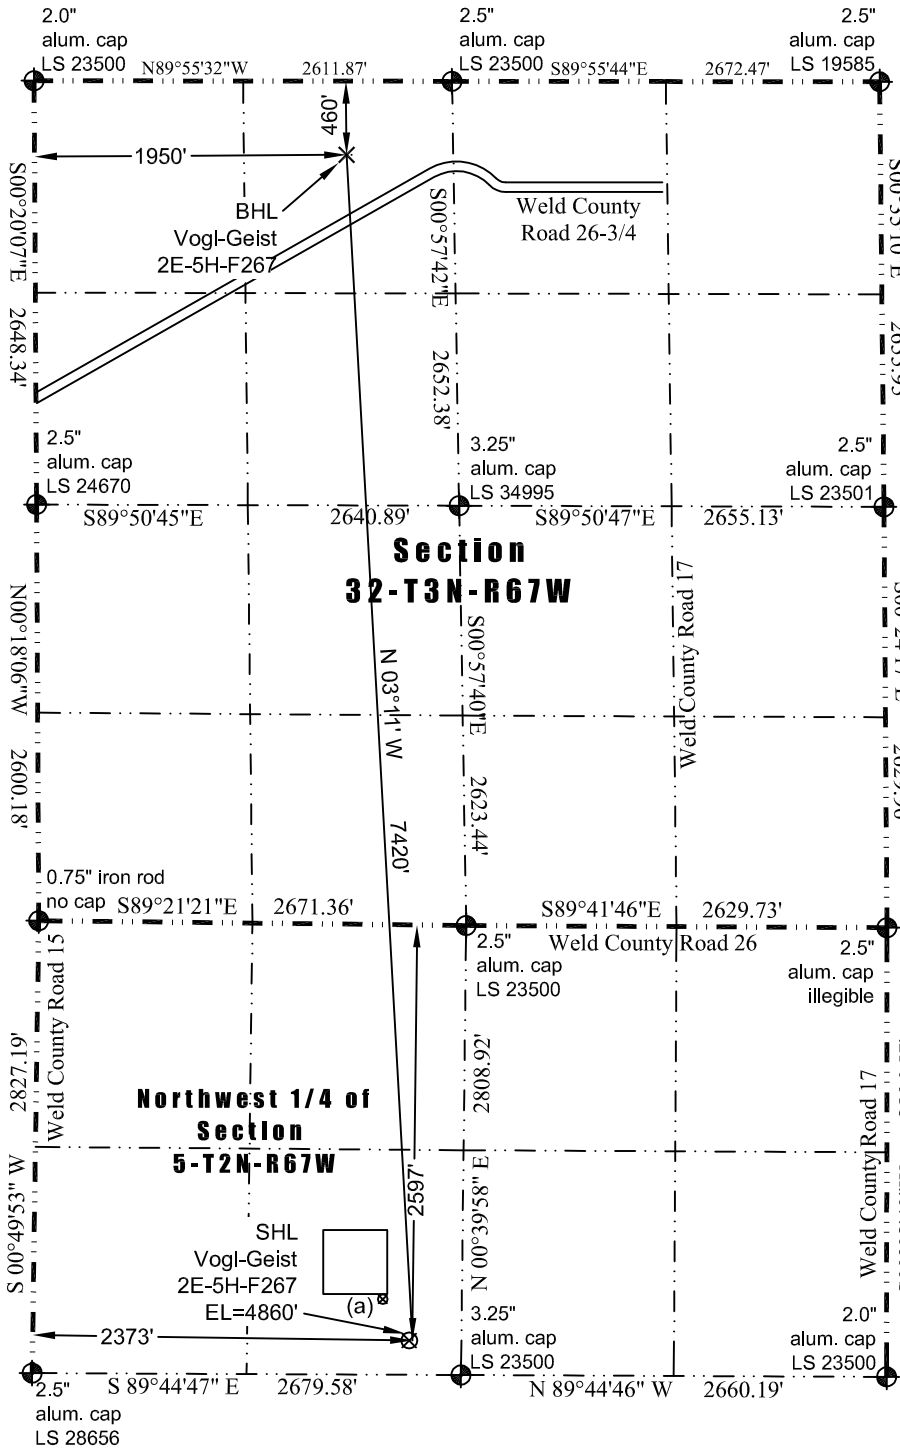 2.0"
alum. cap
LS 23500
2.5"
alum. cap
LS 23500
2.5"
alum. cap
LS 19585
N89°55'32"W
2611.87'
S89°55'44"E
2672.47'
460'
1950'
BHL
Vogl-Geist
2E-5H-F267
Weld County
Road 26-3/4
S00°20'07"E
2648.34'
S00°57'42"E
2652.38'
2.5"
alum. cap
LS 24670
3.25"
alum. cap
LS 34995
2.5"
alum. cap
LS 23501
S89°50'45"E
2640.89'
S89°50'47"E
2655.13'
Section
32-T3N-R67W
N00°18'06"W
2600.18'
N 03°11' W
7420'
S00°57'40"E
2623.44'
Weld County Road 17
0.75" iron rod
no cap
S89°21'21"E
2671.36'
S89°41'46"E
2629.73'
Weld County Road 26
2.5"
alum. cap
LS 23500
2.5"
alum. cap
illegible
Weld County Road 15
2827.19'
S 00°49'53" W
2808.92'
N 00°39'58" E
Weld County Road 17
Northwest 1/4 of
Section
5-T2N-R67W
2597'
SHL
Vogl-Geist
2E-5H-F267
EL=4860'
(a)
2373'
3.25"
alum. cap
LS 23500
2.0"
alum. cap
LS 23500
S 89°44'47" E
2679.58'
N 89°44'46" W
2660.19'
2.5"
alum. cap
LS 28656